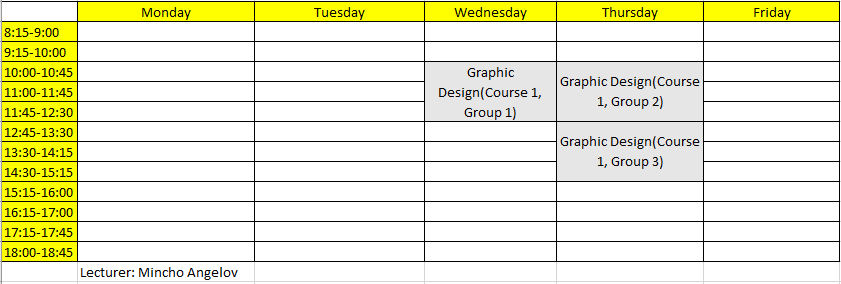 Monday Tuesday Wednesday Thursday Friday
8:15-9:00
9:15-10:00
10:00-10:45
11:00-11:45
11:45-12:30
Graphic
Design(Course 1,
Group 1)
Graphic Design(Course
1, Group 2)
12:45-13:30
13:30-14:15
14:30-15:15
Graphic Design(Course
1, Group 3)
15:15-16:00
16:15-17:00
17:15-17:45
18:00-18:45
Lecturer: Mincho Angelov